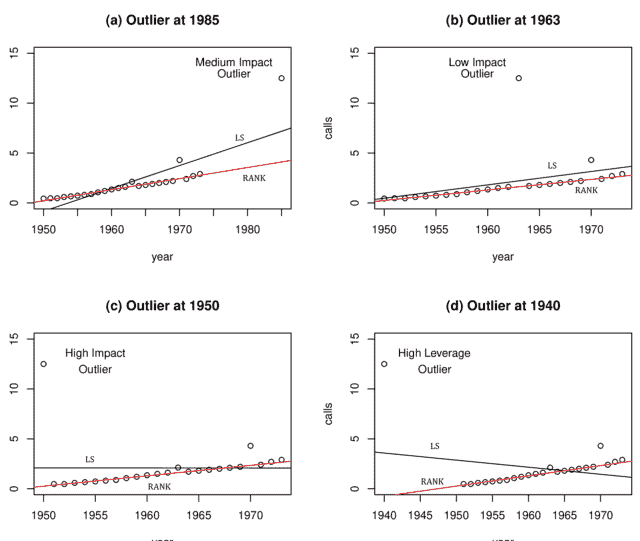 (a) Outlier at 1985
15
10
5
0
Medium Impact
Outlier
LS
RANK
1950 1960 1970 1980
year
(b) Outlier at 1963
calls
15
10
5
0
Low Impact
Outlier
LS
RANK
1950 1955 1960 1965 1970
year
(c) Outlier at 1950
15
10
5
0
High Impact
Outlier
LS
RANK
1950 1955 1960 1965 1970
(d) Outlier at 1940
calls
15
10
5
0
High Leverage
Outlier
LS
RANK
1940 1945 1950 1955 1960 1965 1970